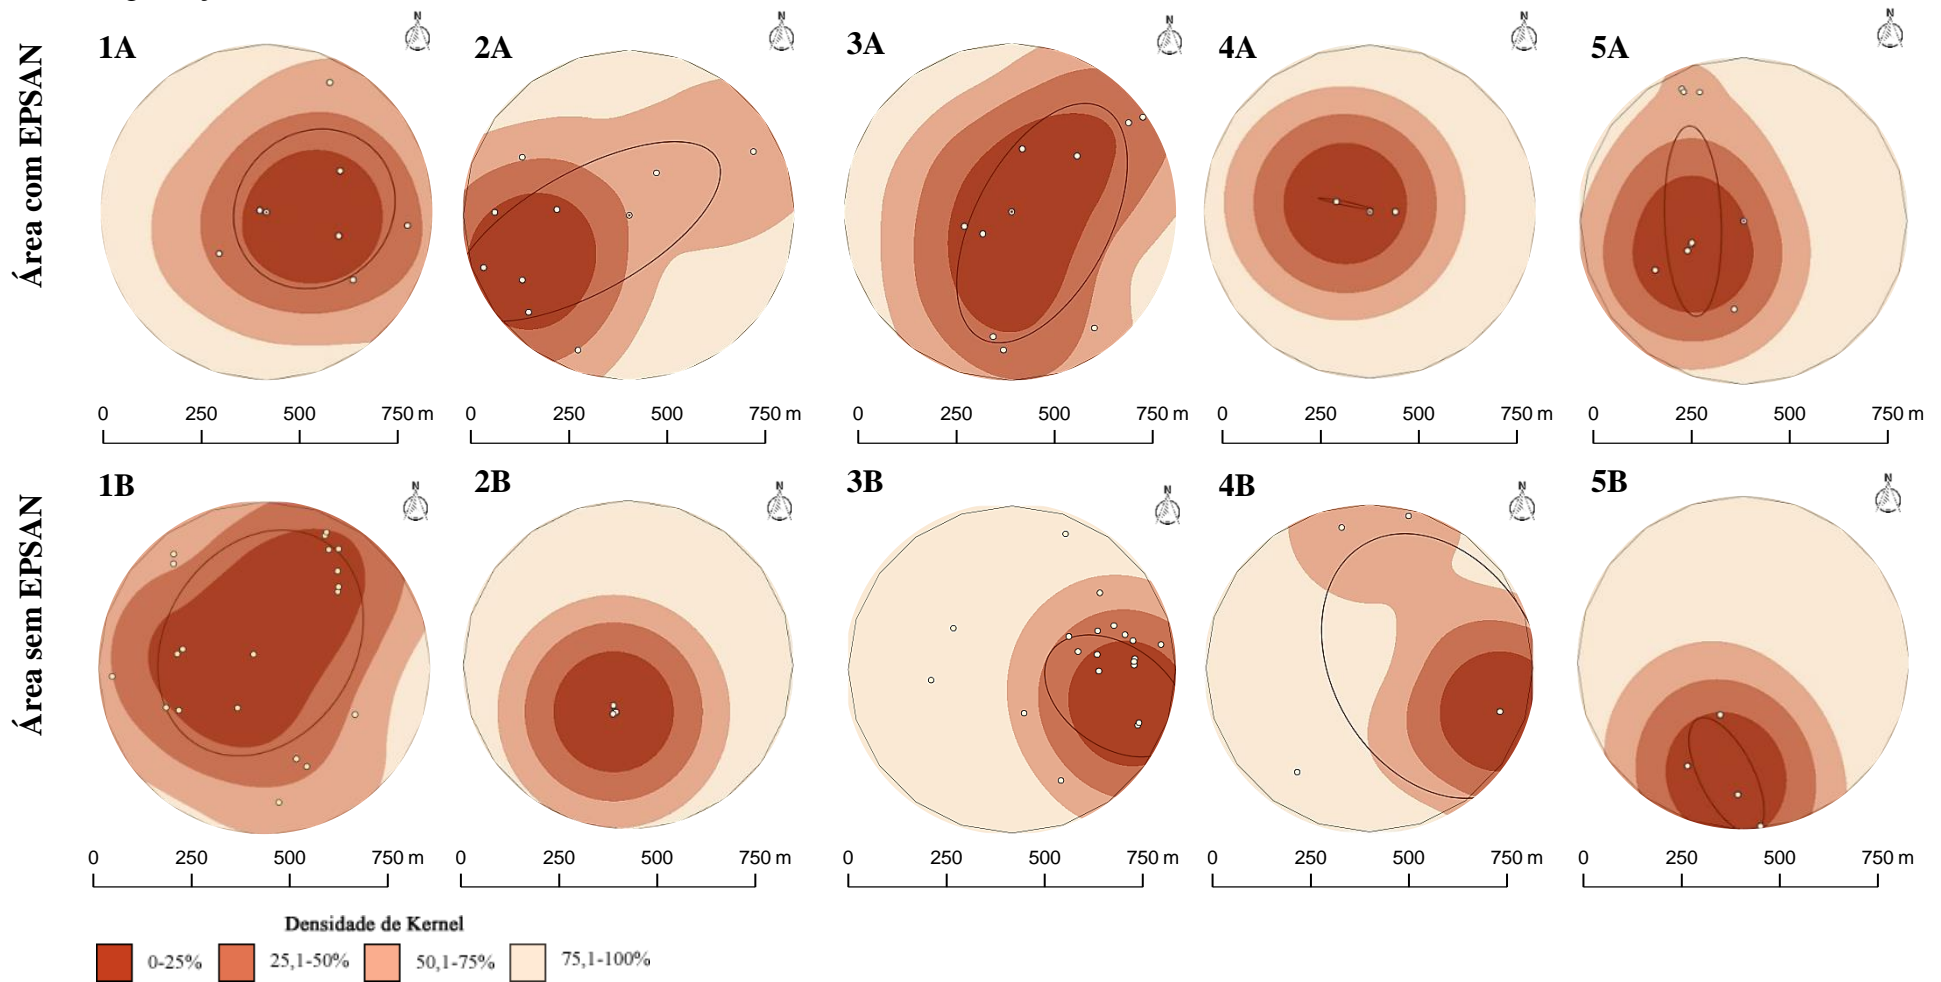 N N N N N
1A 2A 3A 4A 5A
Área com EPSAN
0 250 500 750 m 0 250 500 750 m 0 250 500 750 m 0 250 500 750 m 0 250 500 750 m
N N N N N
1B 2B 3B 4B 5B
Área sem EPSAN
0 250 500 750 m 0 250 500 750 m 0 250 500 750 m 0 250 500 750 m 0 250 500 750 m
Densidade de Kernel
0-25% 25,1-50% 50,1-75% 75,1-100%